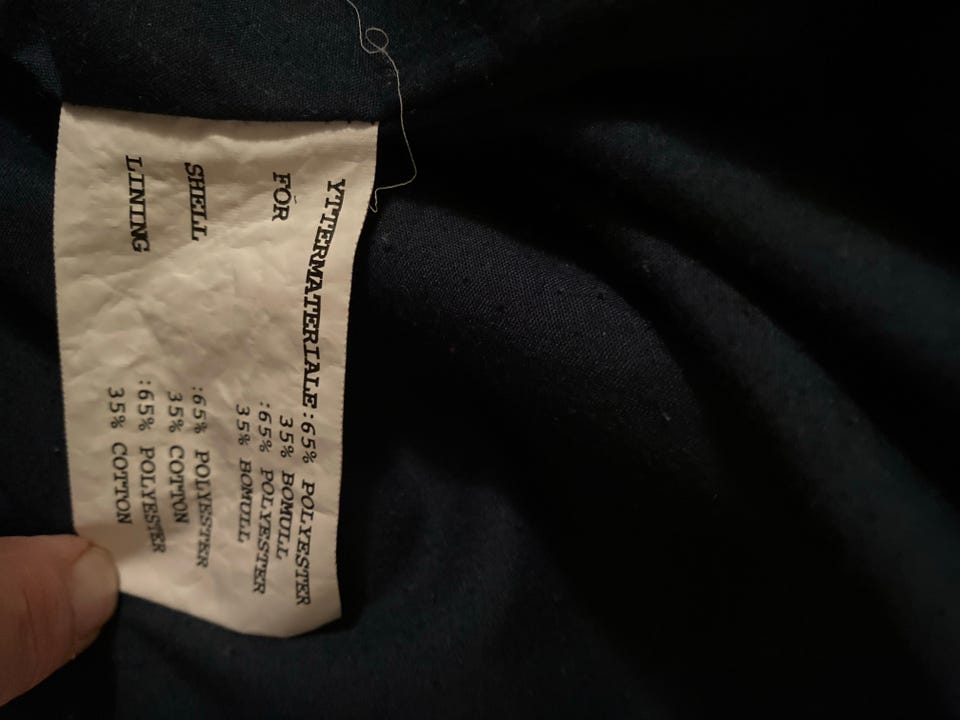 YTTERMATERIALE:65% POLYESTER
35% BOMULL
FÓR :65% POLYESTER
35% BOMULL
SHELL :65% POLYESTER
35% COTTON
LINING :65% POLYESTER
35% COTTON